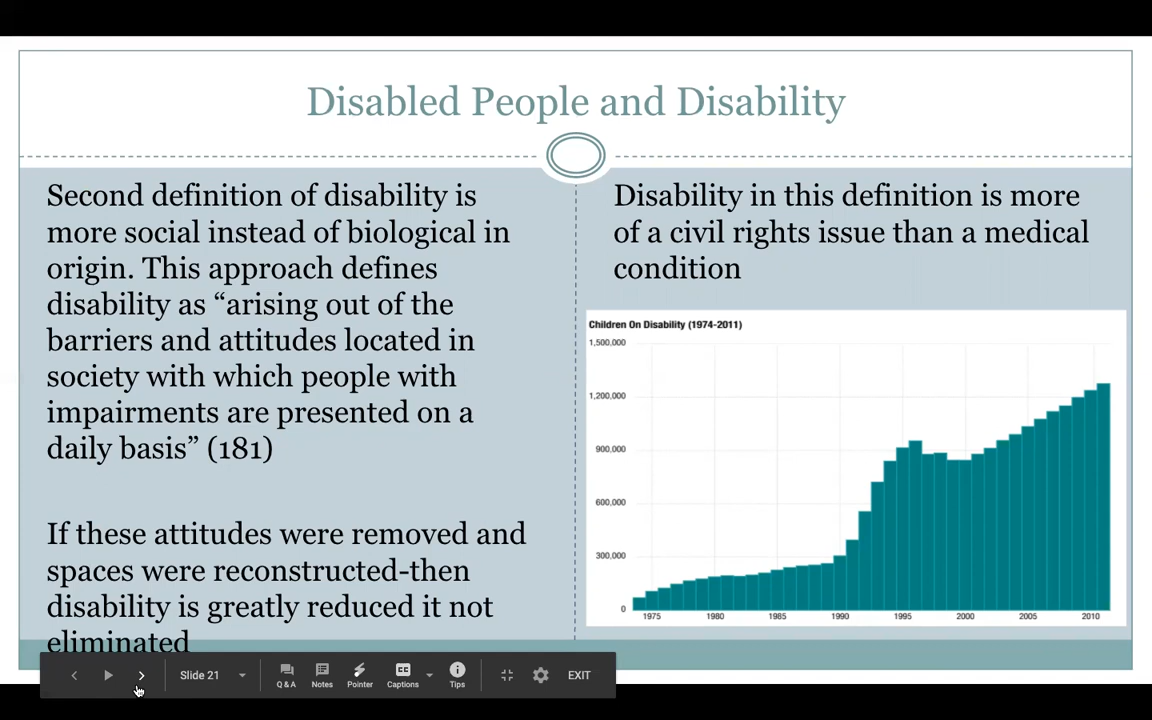 Disabled People and Disability
Second definition of disability is
more social instead of biological in
origin. This approach defines
disability as “arising out of the
barriers and attitudes located in
society with which people with
impairments are presented on a
daily basis” (181)
If these attitudes were removed and
spaces were reconstructed-then
disability is greatly reduced it not
eliminated
Disability in this definition is more
of a civil rights issue than a medical
condition
Children On Disability (1974-2011)
1,500,000
1,200,000
900,000
600,000
300,000
0
1975 1980 1985 1990 1995 2000 2005 2010
Slide 21
Q & A
Notes
Pointer
CC
Captions
Tips
EXIT